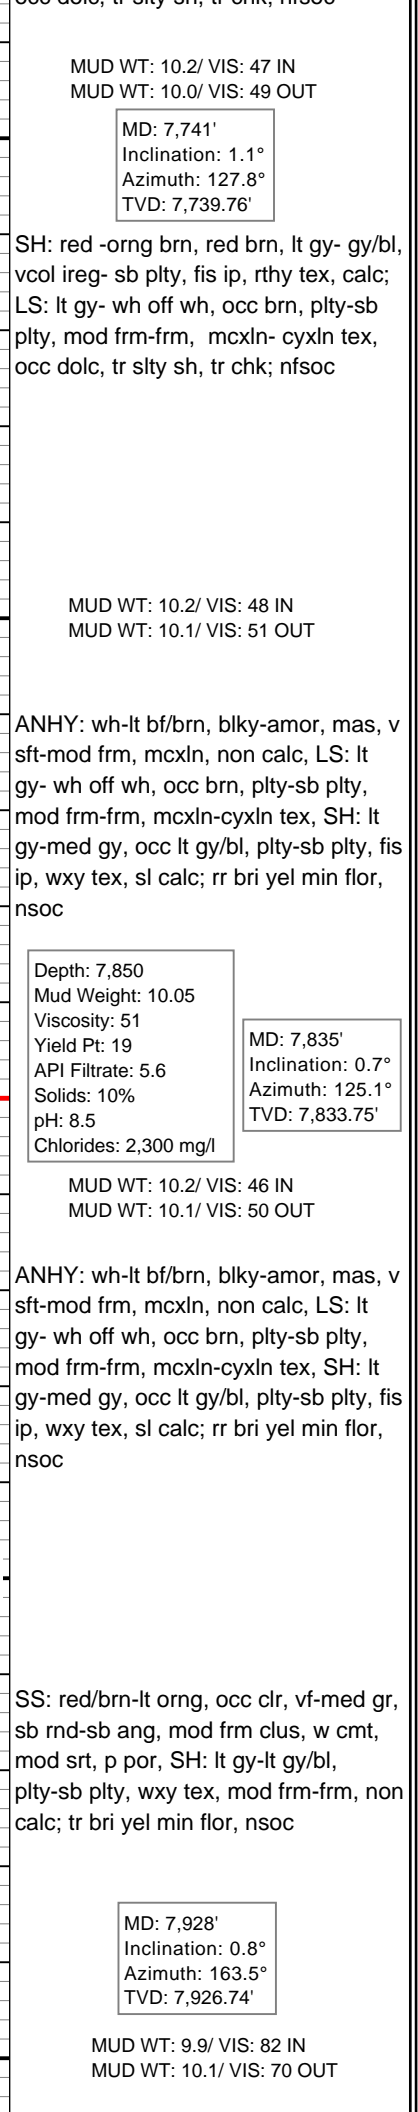 occ dolc, tr slty sh, tr chk; nfsoc
MUD WT: 10.2/ VIS: 47 IN
MUD WT: 10.0/ VIS: 49 OUT
MD: 7,741'
Inclination: 1.1°
Azimuth: 127.8°
TVD: 7,739.76'
SH: red -orng brn, red brn, lt gy- gy/bl,
vcol ireg- sb plty, fis ip, rthy tex, calc;
LS: lt gy- wh off wh, occ brn, plty-sb
plty, mod frm-frm,  mcxln- cyxln tex,
occ dolc, tr slty sh, tr chk; nfsoc
MUD WT: 10.2/ VIS: 48 IN
MUD WT: 10.1/ VIS: 51 OUT
ANHY: wh-lt bf/brn, blky-amor, mas, v
sft-mod frm, mcxln, non calc, LS: lt
gy- wh off wh, occ brn, plty-sb plty,
mod frm-frm, mcxln-cyxln tex, SH: lt
gy-med gy, occ lt gy/bl, plty-sb plty, fis
ip, wxy tex, sl calc; rr bri yel min flor,
nsoc
Depth: 7,850
Mud Weight: 10.05
Viscosity: 51
Yield Pt: 19
API Filtrate: 5.6
Solids: 10%
pH: 8.5
Chlorides: 2,300 mg/l
MD: 7,835'
Inclination: 0.7°
Azimuth: 125.1°
TVD: 7,833.75'
MUD WT: 10.2/ VIS: 46 IN
MUD WT: 10.1/ VIS: 50 OUT
ANHY: wh-lt bf/brn, blky-amor, mas, v
sft-mod frm, mcxln, non calc, LS: lt
gy- wh off wh, occ brn, plty-sb plty,
mod frm-frm, mcxln-cyxln tex, SH: lt
gy-med gy, occ lt gy/bl, plty-sb plty, fis
ip, wxy tex, sl calc; rr bri yel min flor,
nsoc
SS: red/brn-lt orng, occ clr, vf-med gr,
sb rnd-sb ang, mod frm clus, w cmt,
mod srt, p por, SH: lt gy-lt gy/bl,
plty-sb plty, wxy tex, mod frm-frm, non
calc; tr bri yel min flor, nsoc
MD: 7,928'
Inclination: 0.8°
Azimuth: 163.5°
TVD: 7,926.74'
MUD WT: 9.9/ VIS: 82 IN
MUD WT: 10.1/ VIS: 70 OUT